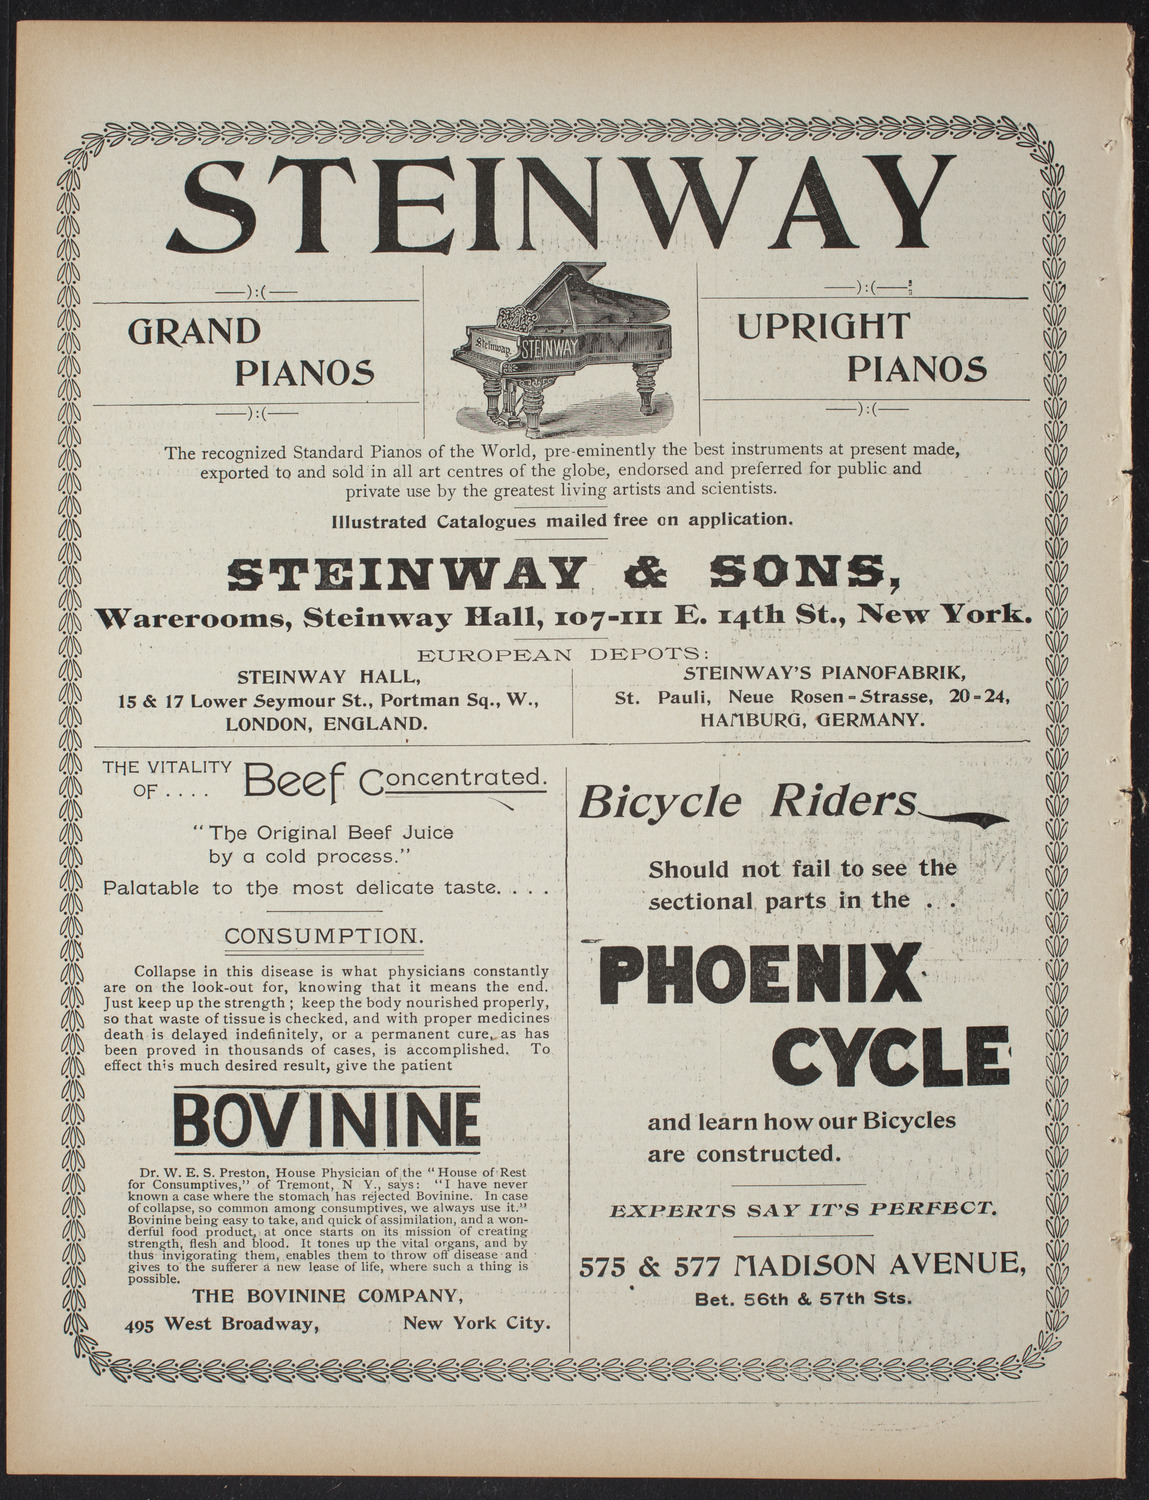 STEINWAY
——):(——
GRAND
PIANOS
——):(——
Steinway
STEINWAY
——):(——
UPRIGHT
PIANOS
——):(——
The recognized Standard Pianos of the World, pre-eminently the best instruments at present made,
exported to and sold in all art centres of the globe, endorsed and preferred for public and
private use by the greatest living artists and scientists.
Illustrated Catalogues mailed free on application.
STEINWAY & SONS,
Warerooms, Steinway Hall, 107-111 E. 14th St., New York.
EUROPEAN DEPOTS:
STEINWAY HALL,
15 & 17 Lower Seymour St., Portman Sq., W.,
LONDON, ENGLAND.
STEINWAY'S PIANOFABRIK,
St. Pauli, Neue Rosen-Strasse, 20-24,
HAMBURG, GERMANY.
THE VITALITY
OF . . . .
Beef Concentrated.
"The Original Beef Juice
by a cold process."
Palatable to the most delicate taste. . . .
CONSUMPTION.
Collapse in this disease is what physicians constantly
are on the look-out for, knowing that it means the end.
Just keep up the strength; keep the body nourished properly,
so that waste of tissue is checked, and with proper medicines
death is delayed indefinitely, or a permanent cure, as has
been proved in thousands of cases, is accomplished. To
effect this much desired result, give the patient
BOVININE
Dr. W. E. S. Preston, House Physician of the "House of Rest
for Consumptives," of Tremont, N Y., says: "I have never
known a case where the stomach has rejected Bovinine. In case
of collapse, so common among consumptives, we always use it."
Bovinine being easy to take, and quick of assimilation, and a won-
derful food product, at once starts on its mission of creating
strength, flesh and blood. It tones up the vital organs, and by
thus invigorating them, enables them to throw off disease and
gives to the sufferer a new lease of life, where such a thing is
possible.
THE BOVININE COMPANY,
495 West Broadway, New York City.
Bicycle Riders
Should not fail to see the
sectional parts in the . .
PHOENIX
CYCLE
and learn how our Bicycles
are constructed.
EXPERTS SAY IT'S PERFECT.
575 & 577 MADISON AVENUE,
Bet. 56th & 57th Sts.